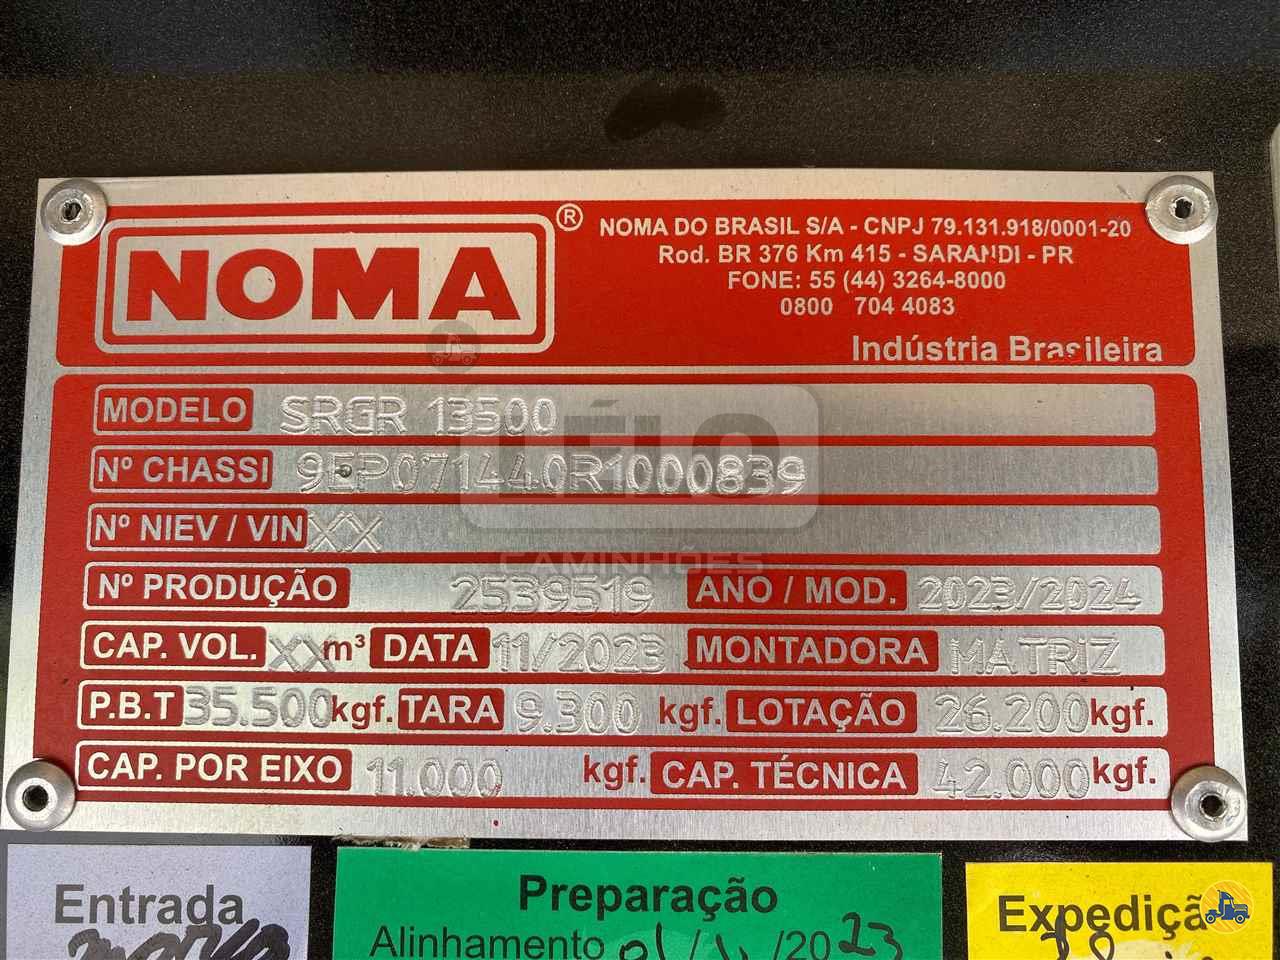 NOMA ®
NOMA DO BRASIL S/A - CNPJ 79.131.918/0001-20
Rod. BR 376 Km 415 - SARANDI - PR
FONE: 55 (44) 3264-8000
0800 704 4083
Indústria Brasileira
MODELO SRGR 13500
Nº CHASSI 9EP071440R1000839
Nº NIEV / VIN XX
Nº PRODUÇÃO 2539519 ANO / MOD. 2023/2024
CAP. VOL. XX m³ DATA 11/2023 MONTADORA MATRIZ
P.B.T 35.500 kgf. TARA 9.300 kgf. LOTAÇÃO 26.200 kgf.
CAP. POR EIXO 11.000 kgf. CAP. TÉCNICA 42.000 kgf.
LÉLO
CAMINHÕES
Entrada
Preparação
Alinhamento /2023
Expediçã